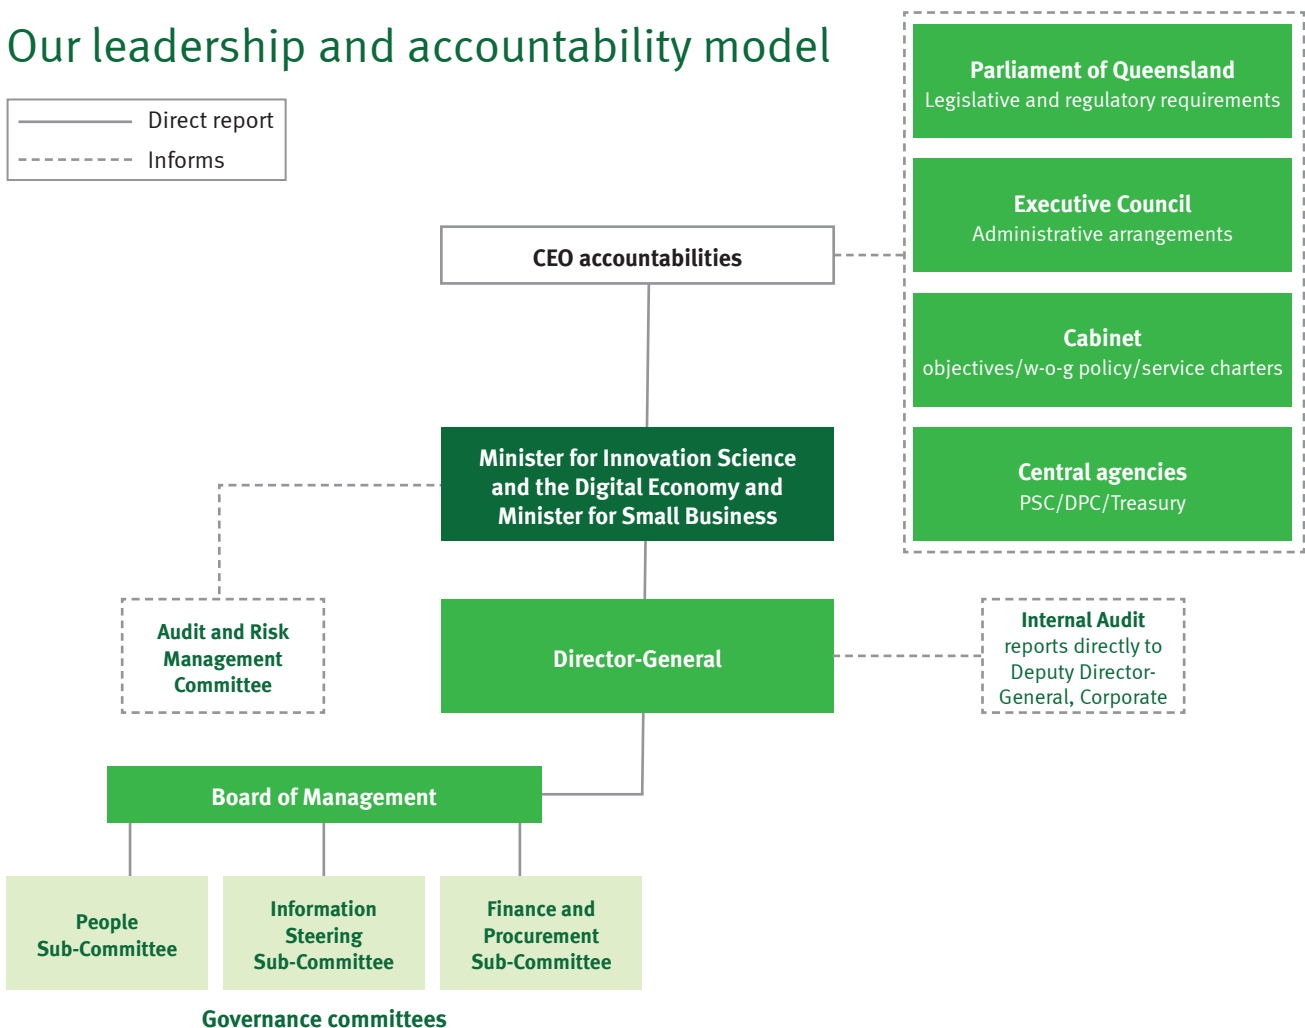 Our leadership and accountability model
Direct report
Informs
Parliament of Queensland
Legislative and regulatory requirements
Executive Council
Administrative arrangements
CEO accountabilities
Cabinet
objectives/w-o-g policy/service charters
Central agencies
PSC/DPC/Treasury
Minister for Innovation Science
and the Digital Economy and
Minister for Small Business
Audit and Risk
Management
Committee
Director-General
Internal Audit
reports directly to
Deputy Director-
General, Corporate
Board of Management
People
Sub-Committee
Information
Steering
Sub-Committee
Finance and
Procurement
Sub-Committee
Governance committees